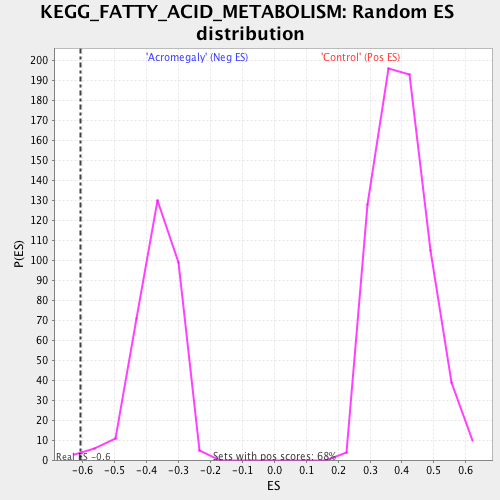 KEGG_FATTY_ACID_METABOLISM: Random ES
distribution
'Acromegaly' (Neg ES)
'Control' (Pos ES)
200
190
180
170
160
150
140
130
120
110
100
90
80
70
60
50
40
30
20
10
0
P(ES)
Real ES -0.6
Sets with pos scores: 68%
-0.6 -0.5 -0.4 -0.3 -0.2 -0.1 0.0 0.1 0.2 0.3 0.4 0.5 0.6
ES